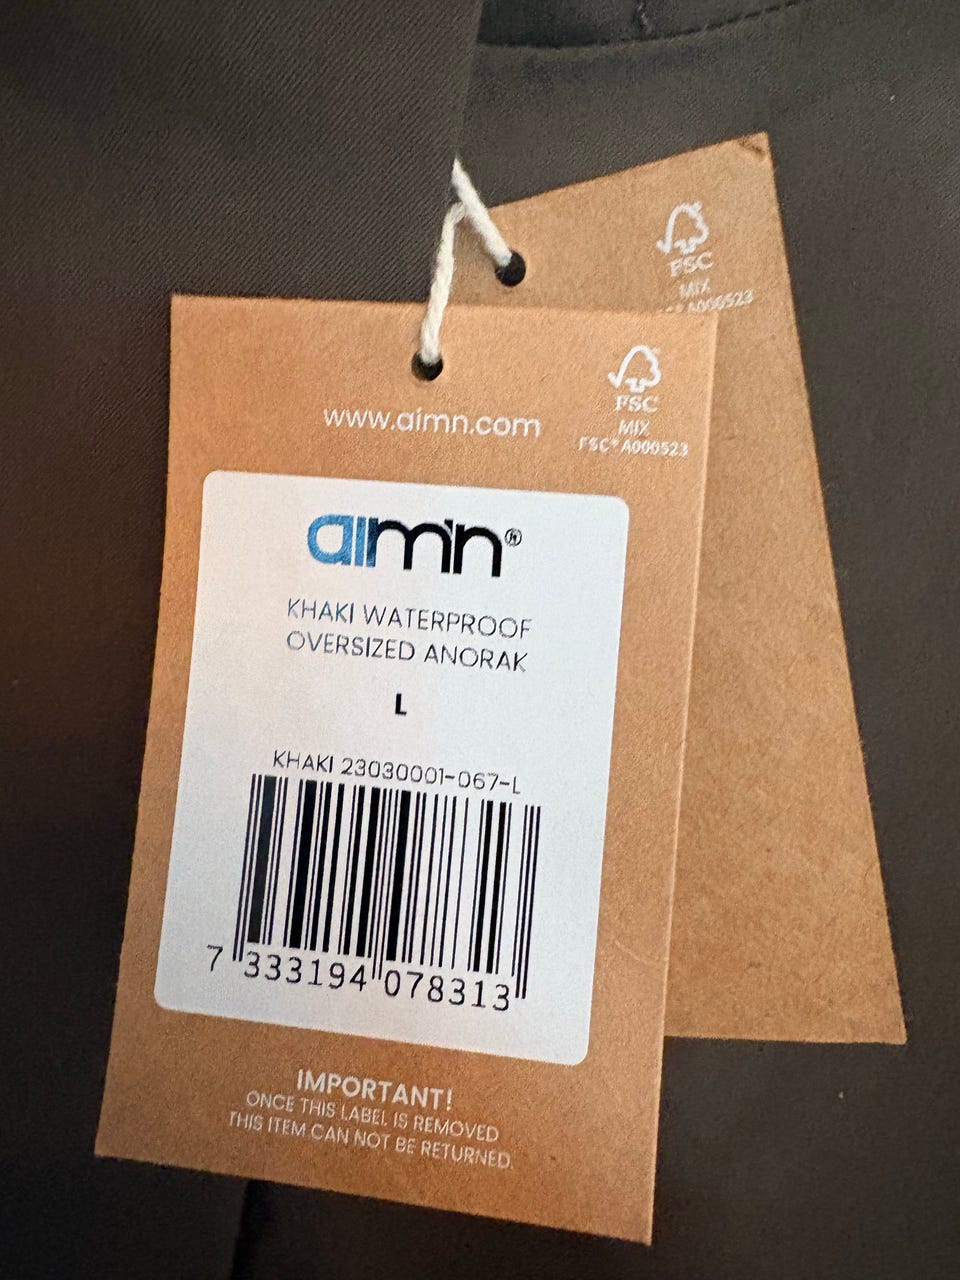 FSC
MIX
A000523
www.aimn.com
FSC
MIX
FSC® A000523
aim'n®
KHAKI WATERPROOF
OVERSIZED ANORAK
L
KHAKI 23030001-067-L
7 333194 078313
IMPORTANT!
ONCE THIS LABEL IS REMOVED
THIS ITEM CAN NOT BE RETURNED.